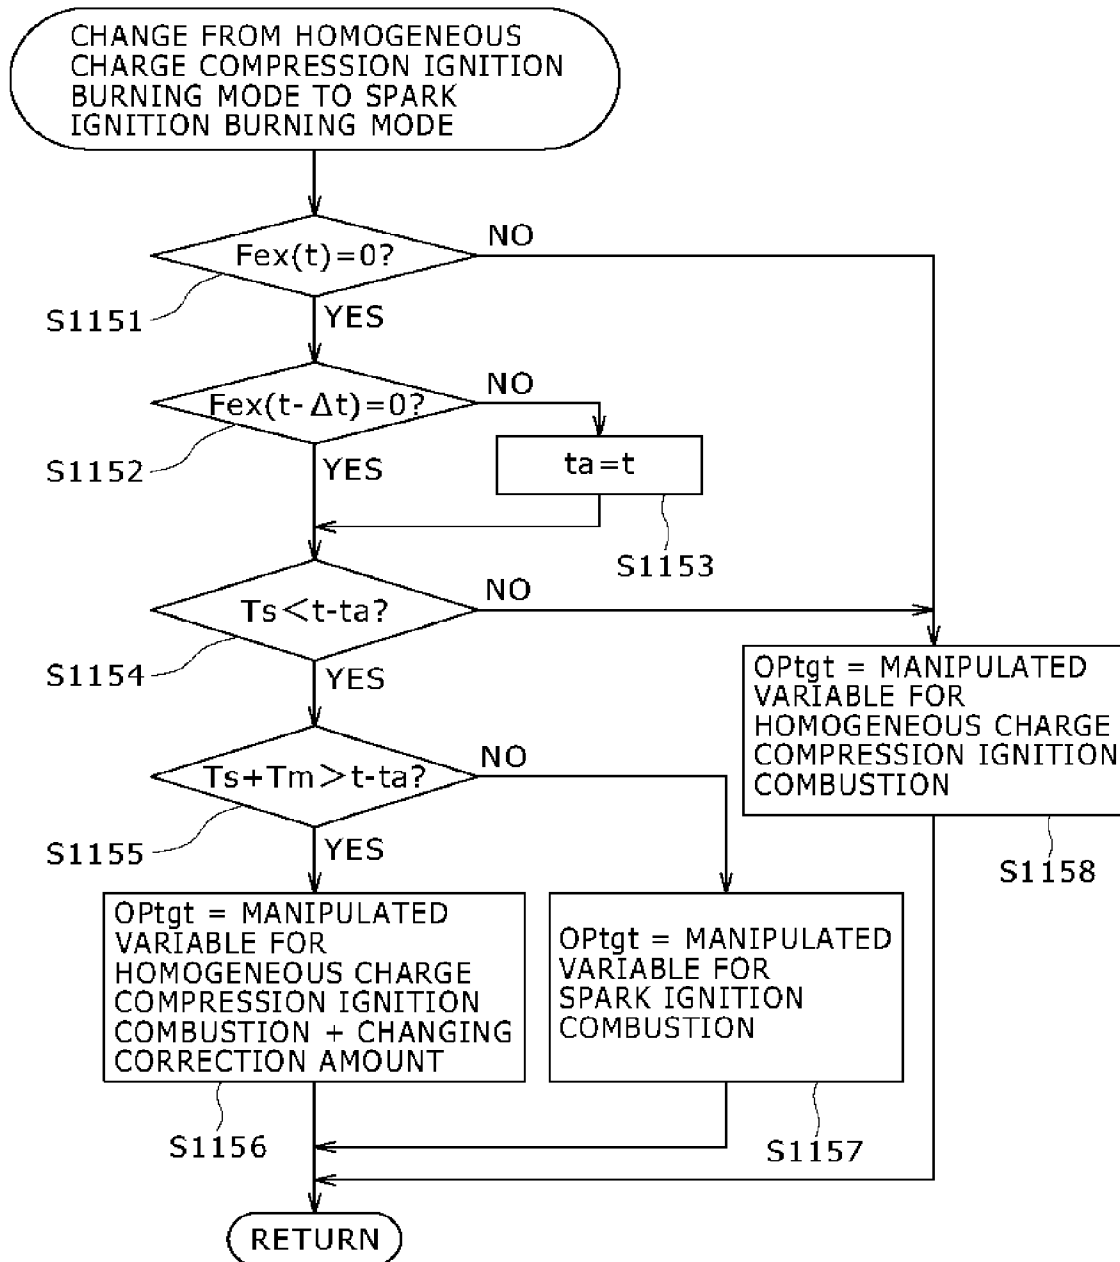 CHANGE FROM HOMOGENEOUS
CHARGE COMPRESSION IGNITION
BURNING MODE TO SPARK
IGNITION BURNING MODE
Fex(t)=0?
NO
S1151
YES
Fex(t-Δt)=0?
NO
S1152
YES
ta=t
S1153
Ts<t-ta?
NO
S1154
YES
OPtgt = MANIPULATED
VARIABLE FOR
HOMOGENEOUS CHARGE
COMPRESSION IGNITION
COMBUSTION
S1158
Ts+Tm>t-ta?
NO
S1155
YES
OPtgt = MANIPULATED
VARIABLE FOR
HOMOGENEOUS CHARGE
COMPRESSION IGNITION
COMBUSTION + CHANGING
CORRECTION AMOUNT
S1156
OPtgt = MANIPULATED
VARIABLE FOR
SPARK IGNITION
COMBUSTION
S1157
RETURN